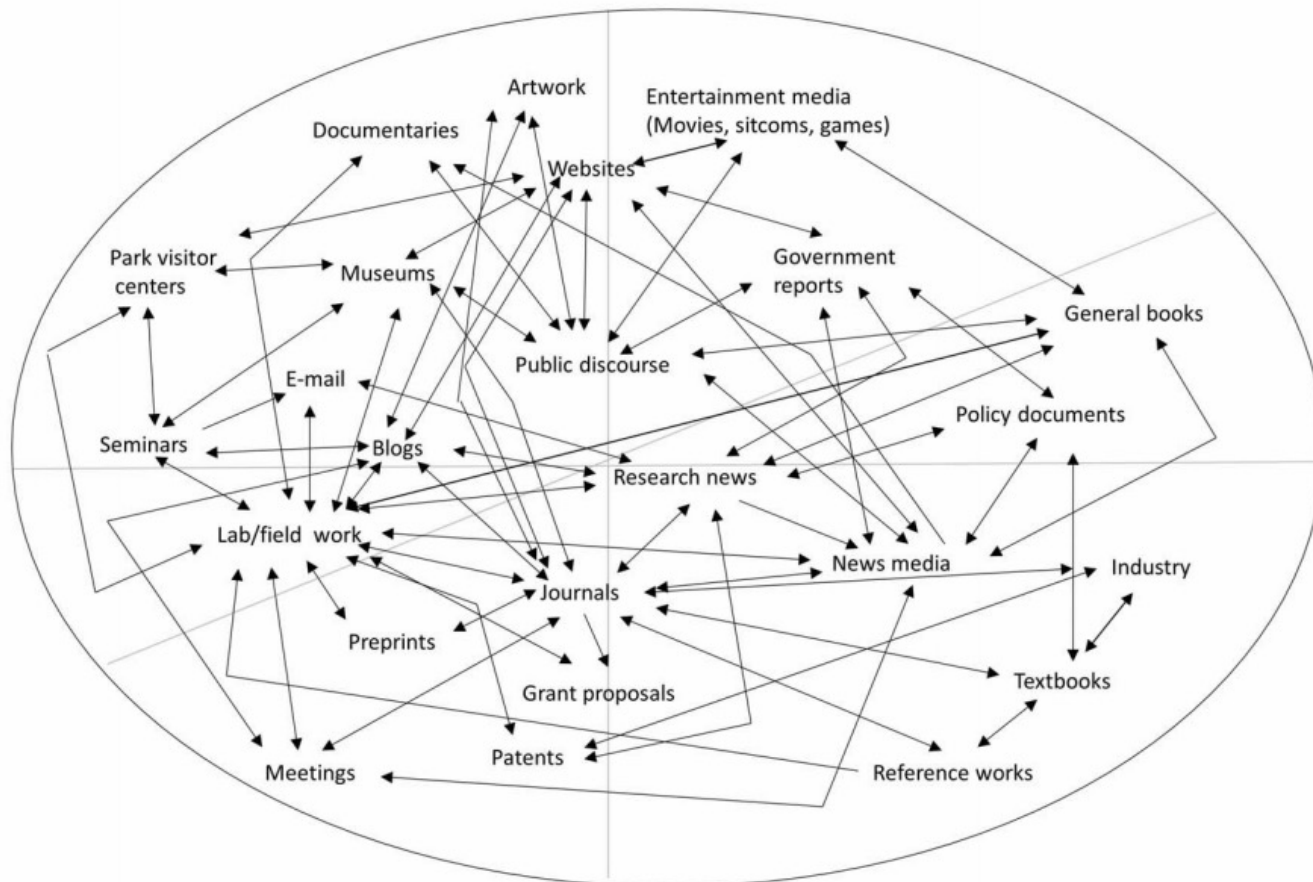 Artwork
Entertainment media
(Movies, sitcoms, games)
Documentaries
Websites
Park visitor
centers
Museums
Government
reports
General books
Public discourse
E-mail
Policy documents
Seminars
Blogs
Research news
Lab/field work
News media
Industry
Journals
Preprints
Grant proposals
Textbooks
Patents
Meetings
Reference works